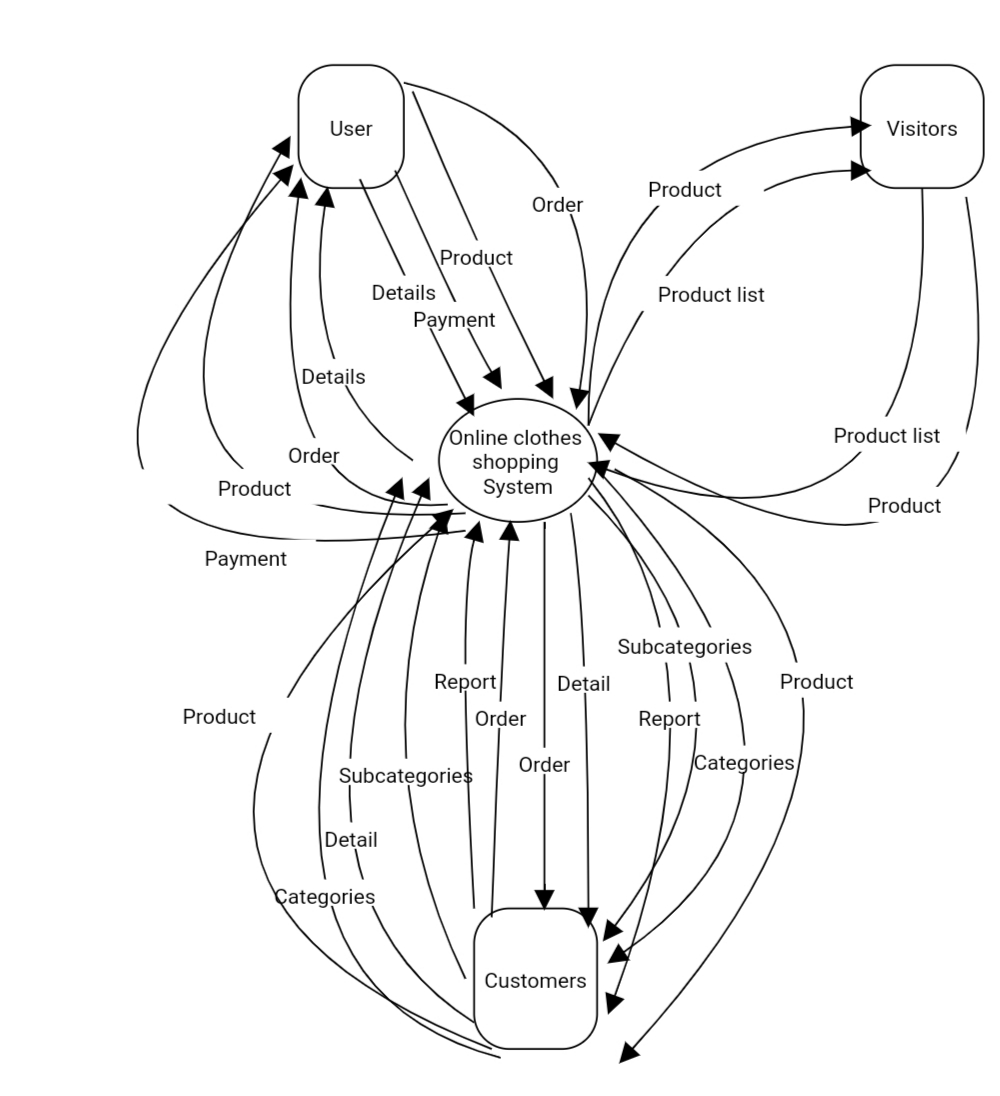 User
Visitors
Product
Order
Product
Details
Product list
Payment
Details
Online clothes
shopping
System
Product list
Order
Product
Product
Payment
Subcategories
Report
Detail
Product
Product
Order
Report
Order
Categories
Subcategories
Detail
Categories
Customers